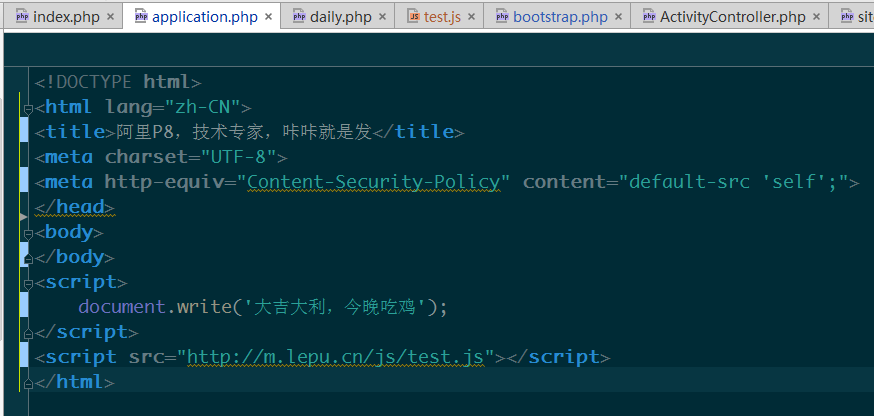 index.php application.php daily.php test.js bootstrap.php ActivityController.php sit
<!DOCTYPE html>
<html lang="zh-CN">
<title>阿里P8，技术专家，咔咔就是发</title>
<meta charset="UTF-8">
<meta http-equiv="Content-Security-Policy" content="default-src 'self';">
</head>
<body>
</body>
<script>
document.write('大吉大利，今晚吃鸡');
</script>
<script src="http://m.lepu.cn/js/test.js"></script>
</html>